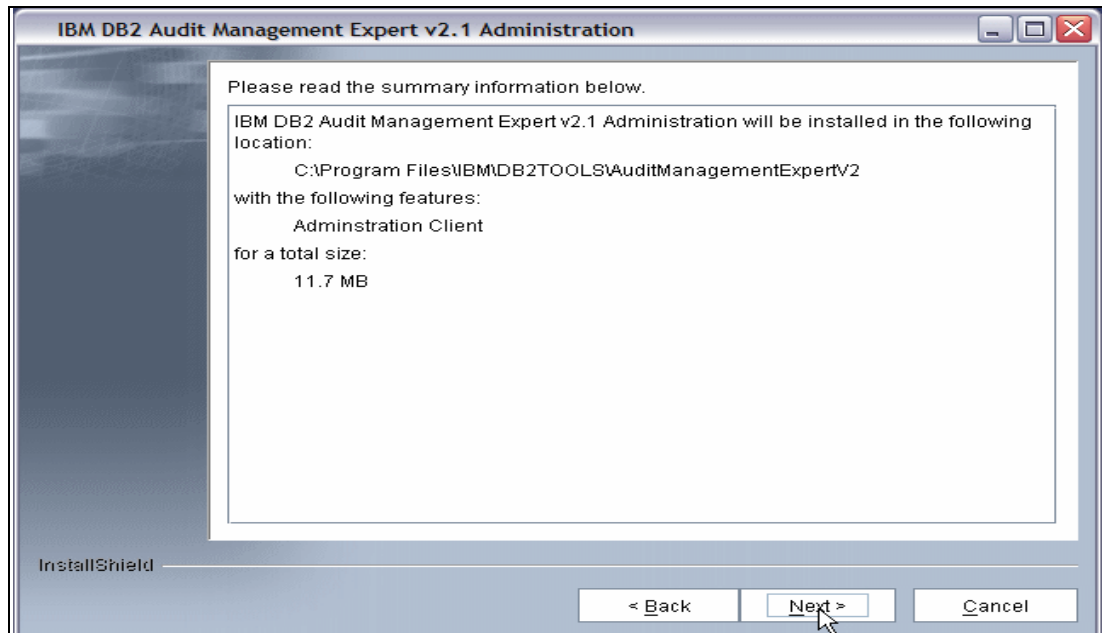 IBM DB2 Audit Management Expert v2.1 Administration
Please read the summary information below.
IBM DB2 Audit Management Expert v2.1 Administration will be installed in the following
location:
C:\Program Files\IBM\DB2TOOLS\AuditManagementExpertV2
with the following features:
Adminstration Client
for a total size:
11.7 MB
InstallShield
< Back
Next >
Cancel